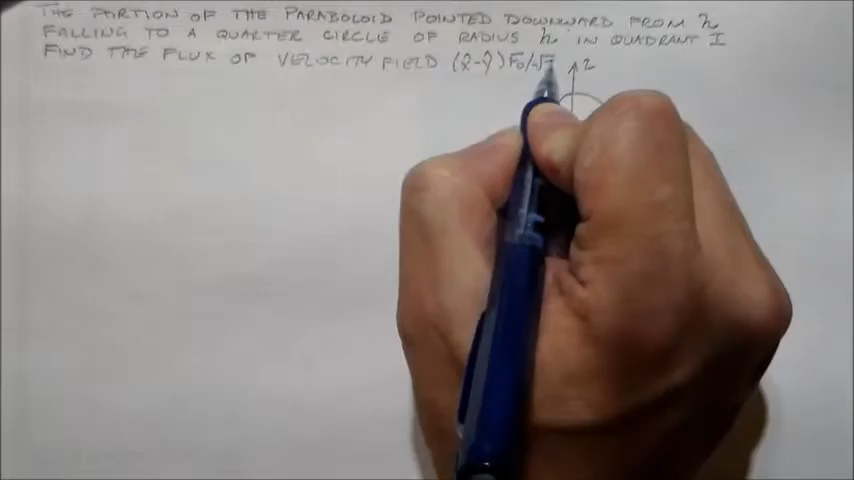 THE PORTION OF THE PARABOLOID POINTED DOWNWARD FROM h
FALLING TO A QUARTER CIRCLE OF RADIUS h IN QUADRANT I
FIND THE FLUX OF VELOCITY FIELD (x̂-ŷ)F₀/√
z